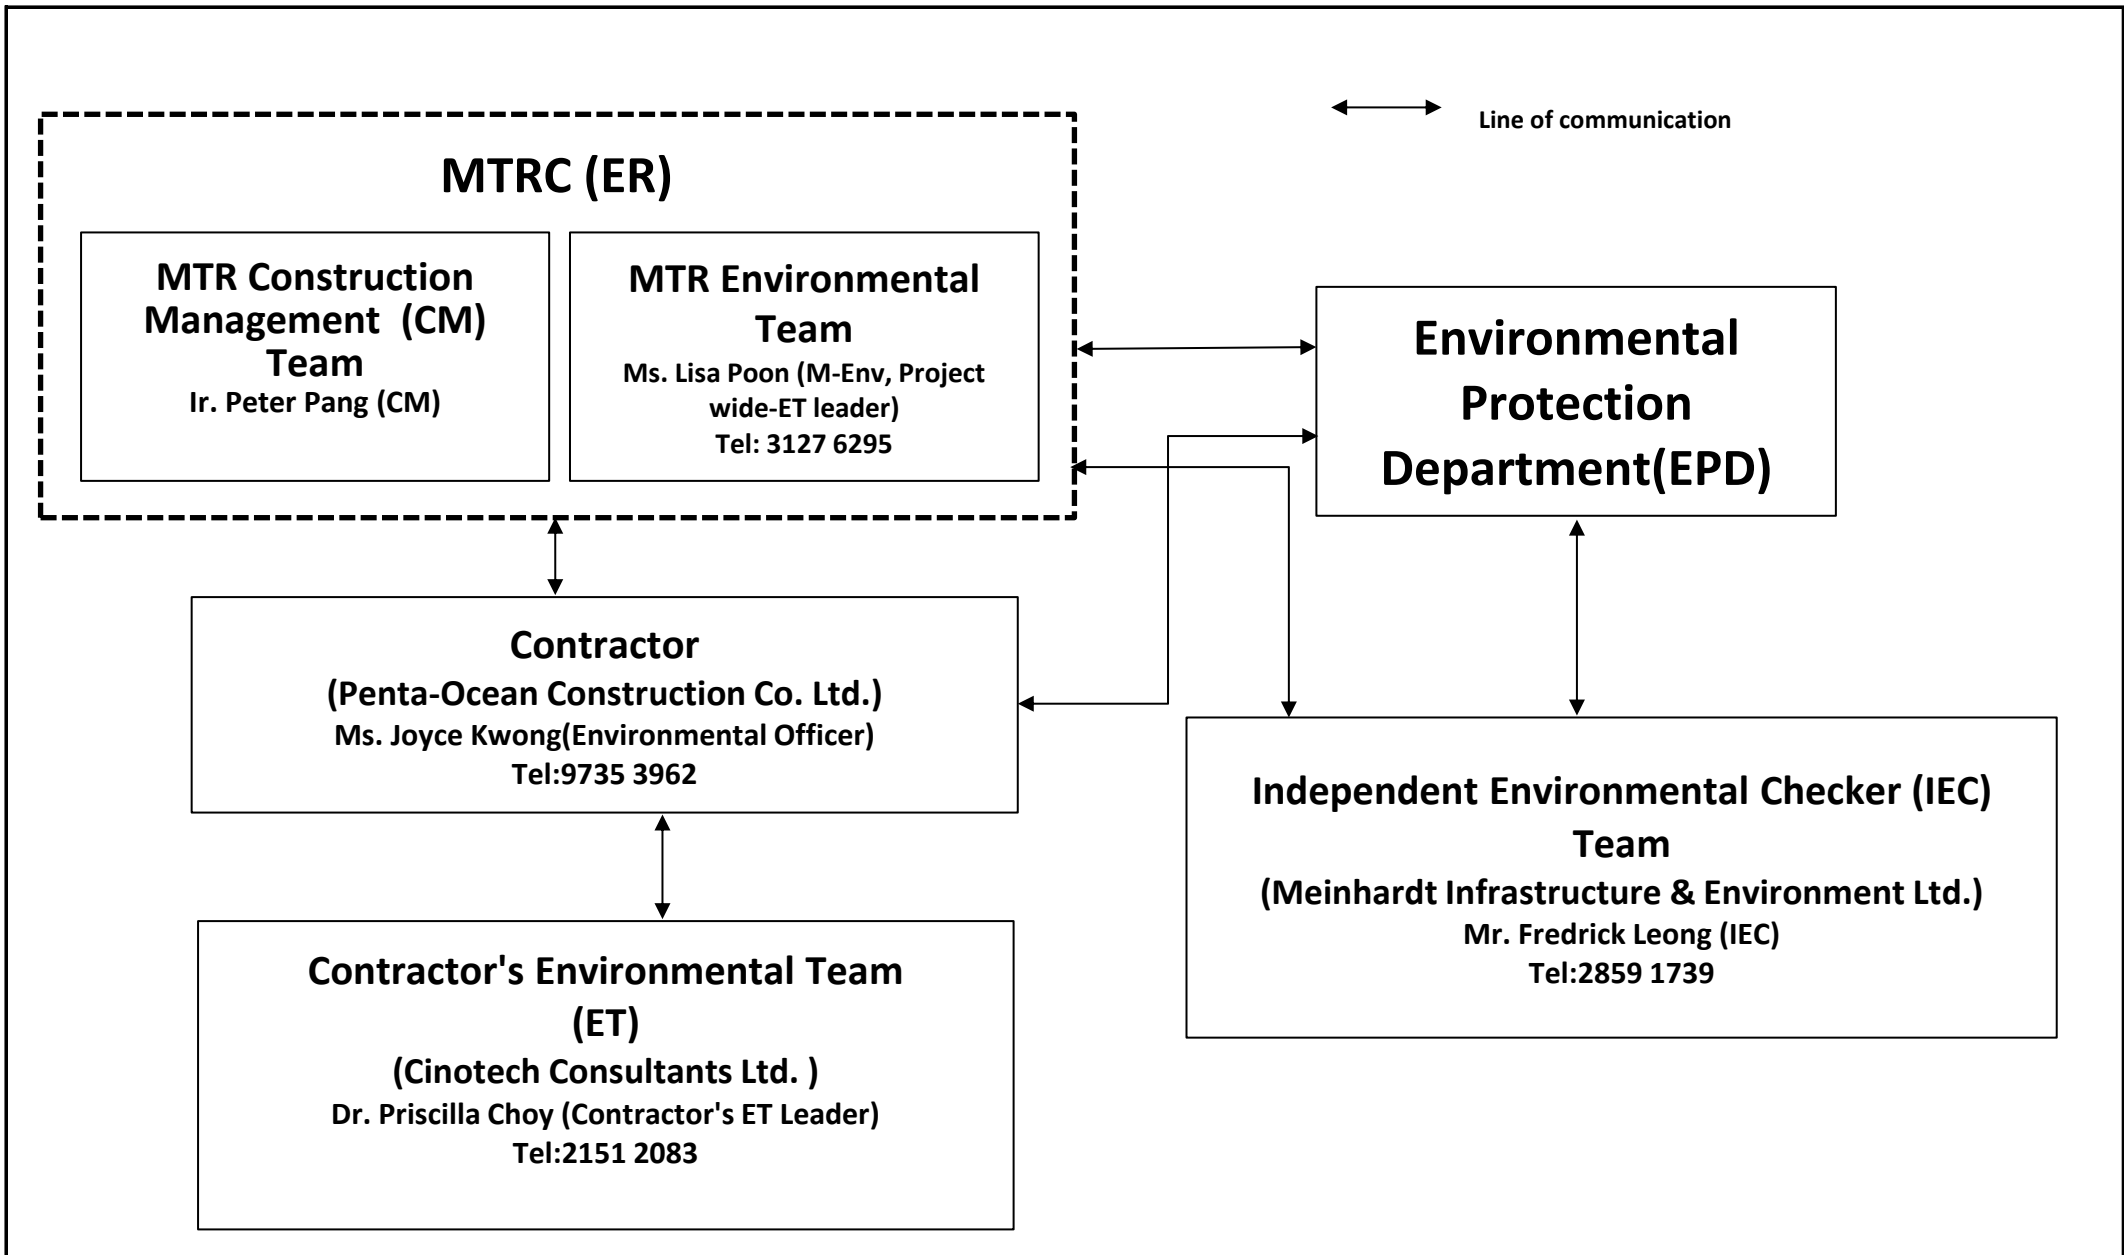 Line of communication
MTRC (ER)
MTR Construction
Management (CM)
Team
Ir. Peter Pang (CM)
MTR Environmental
Team
Ms. Lisa Poon (M-Env, Project
wide-ET leader)
Tel: 3127 6295
Environmental
Protection
Department(EPD)
Contractor
(Penta-Ocean Construction Co. Ltd.)
Ms. Joyce Kwong(Environmental Officer)
Tel:9735 3962
Independent Environmental Checker (IEC)
Team
(Meinhardt Infrastructure & Environment Ltd.)
Mr. Fredrick Leong (IEC)
Tel:2859 1739
Contractor's Environmental Team
(ET)
(Cinotech Consultants Ltd. )
Dr. Priscilla Choy (Contractor's ET Leader)
Tel:2151 2083